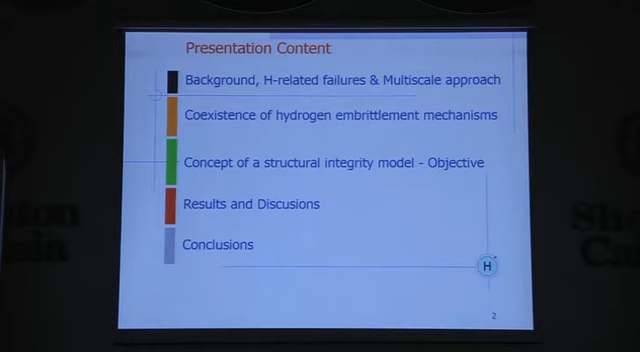 Presentation Content
Background, H-related failures & Multiscale approach
Coexistence of hydrogen embrittlement mechanisms
Concept of a structural integrity model - Objective
Results and Discusions
Conclusions
H
2